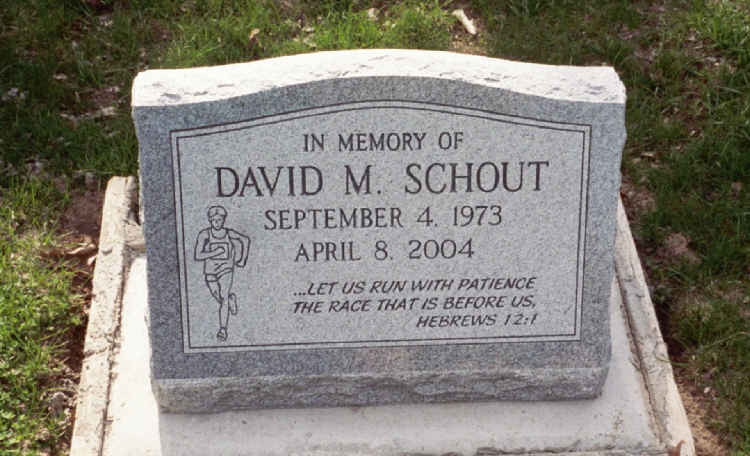 IN MEMORY OF
DAVID M. SCHOUT
SEPTEMBER 4, 1973
APRIL 8, 2004
...LET US RUN WITH PATIENCE
THE RACE THAT IS BEFORE US,
HEBREWS 12:1